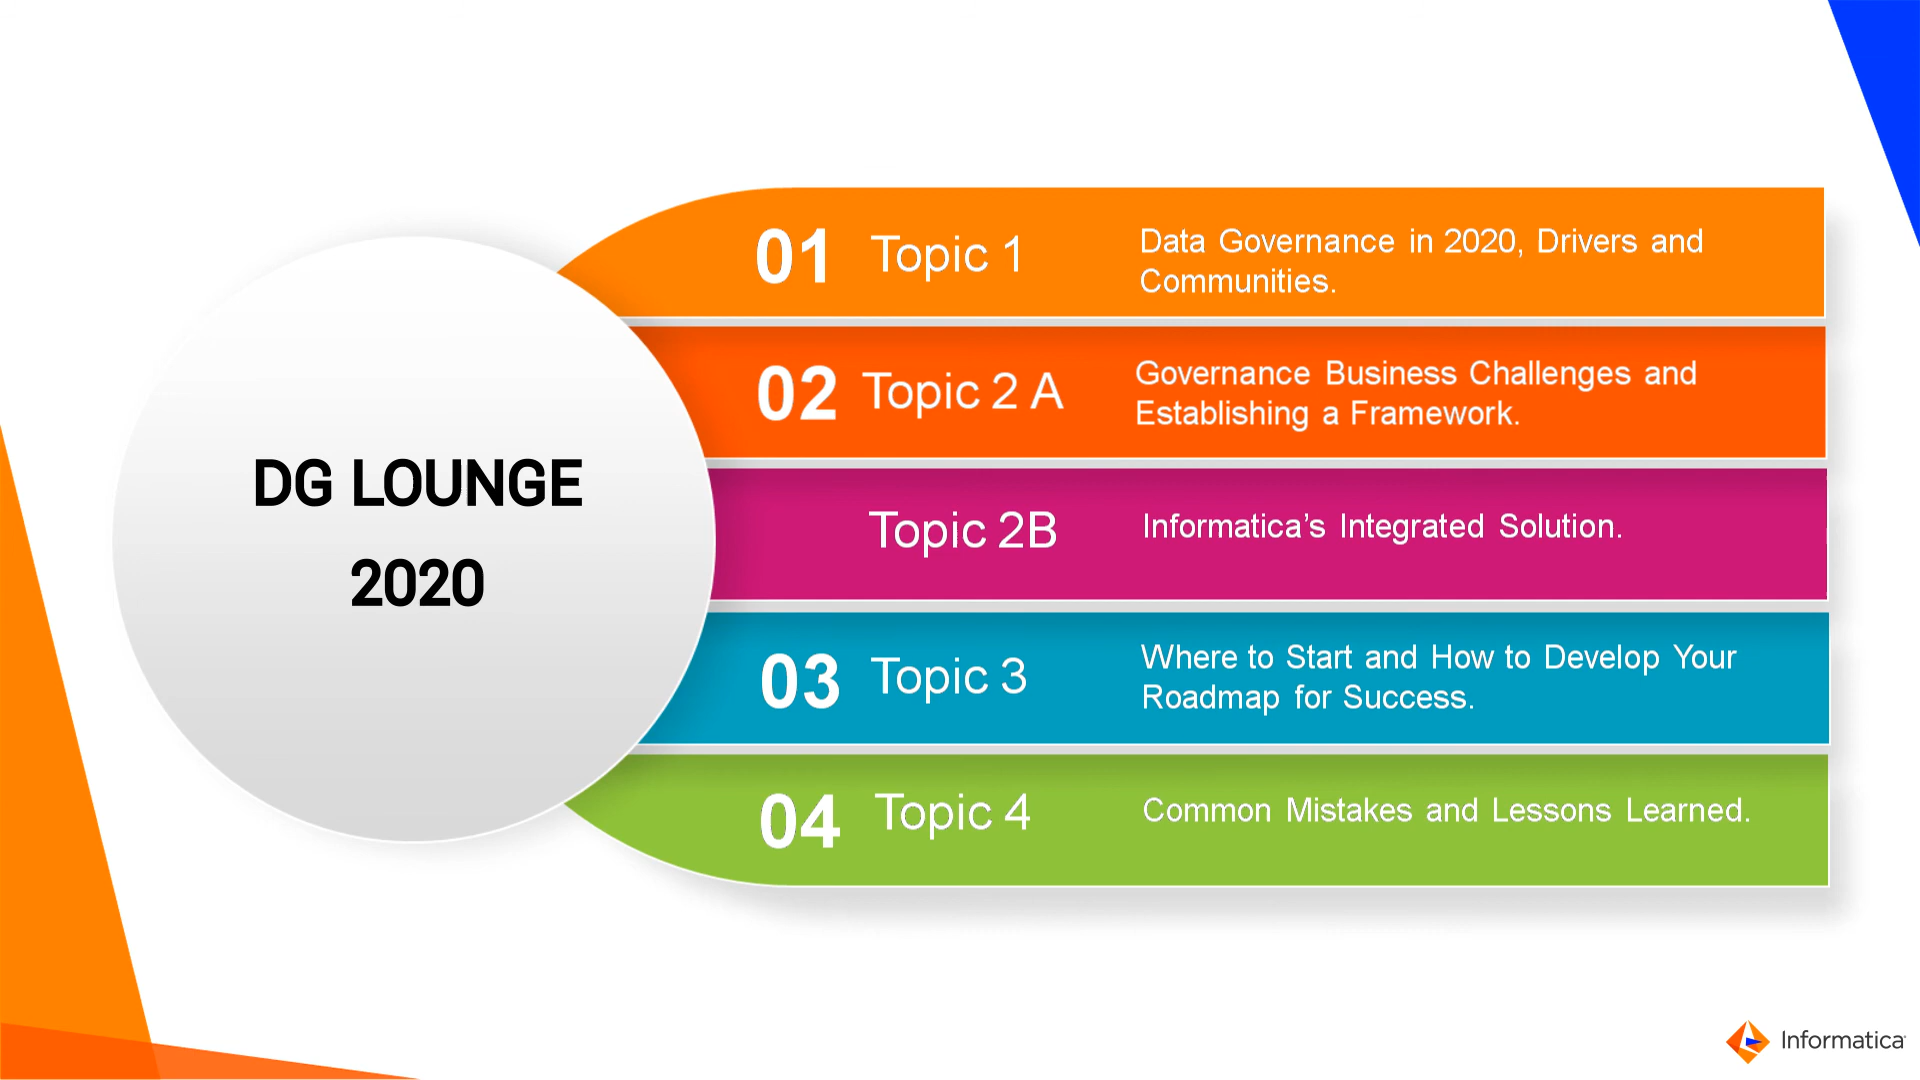 DG LOUNGE
2020
01 Topic 1
Data Governance in 2020, Drivers and
Communities.
02 Topic 2 A
Governance Business Challenges and
Establishing a Framework.
Topic 2B
Informatica’s Integrated Solution.
03 Topic 3
Where to Start and How to Develop Your
Roadmap for Success.
04 Topic 4
Common Mistakes and Lessons Learned.
Informatica